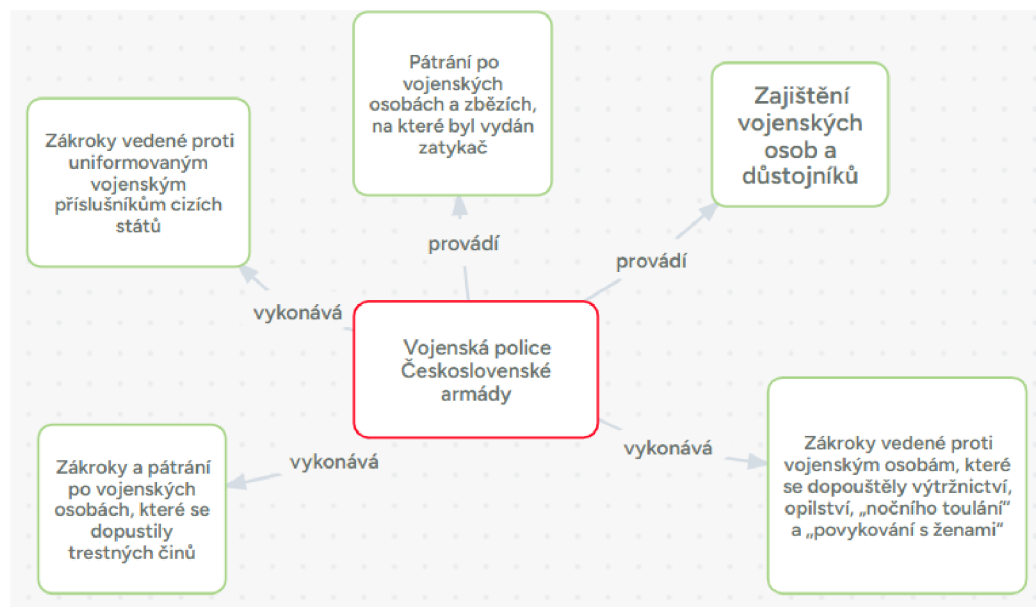 Pátrání po
vojenských
osobách a zbězích,
na které byl vydán
zatykač
Zajištění
vojenských
osob a
důstojníků
Zákroky vedené proti
uniformovaným
vojenským
příslušníkům cizích
států
provádí
provádí
vykonává
Vojenská police
Československé
armády
vykonává
vykonává
Zákroky a pátrání
po vojenských
osobách, které se
dopustily
trestných činů
Zákroky vedené proti
vojenským osobám, které
se dopouštěly výtržnictví,
opilství, „nočního toulání“
a „povykování s ženami“